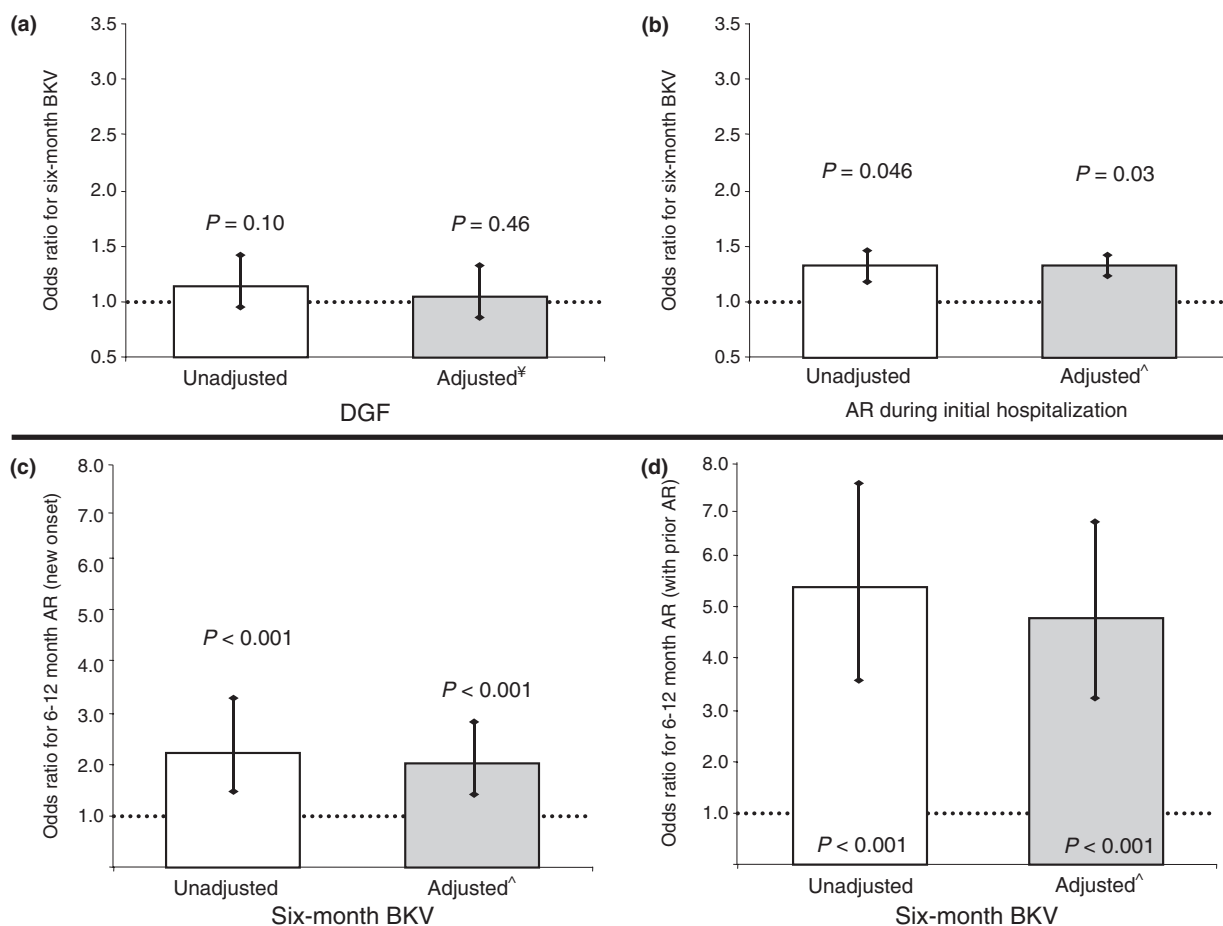 (a)
Odds ratio for six-month BKV
3.5
3.0
2.5
2.0
1.5
1.0
0.5
P = 0.10
P = 0.46
Unadjusted
Adjusted¥
DGF
(b)
Odds ratio for six-month BKV
3.5
3.0
2.5
2.0
1.5
1.0
0.5
P = 0.046
P = 0.03
Unadjusted
Adjusted^
AR during initial hospitalization
(c)
Odds ratio for 6-12 month AR (new onset)
8.0
7.0
6.0
5.0
4.0
3.0
2.0
1.0
P < 0.001
P < 0.001
Unadjusted
Adjusted^
Six-month BKV
(d)
Odds ratio for 6-12 month AR (with prior AR)
8.0
7.0
6.0
5.0
4.0
3.0
2.0
1.0
P < 0.001
P < 0.001
Unadjusted
Adjusted^
Six-month BKV